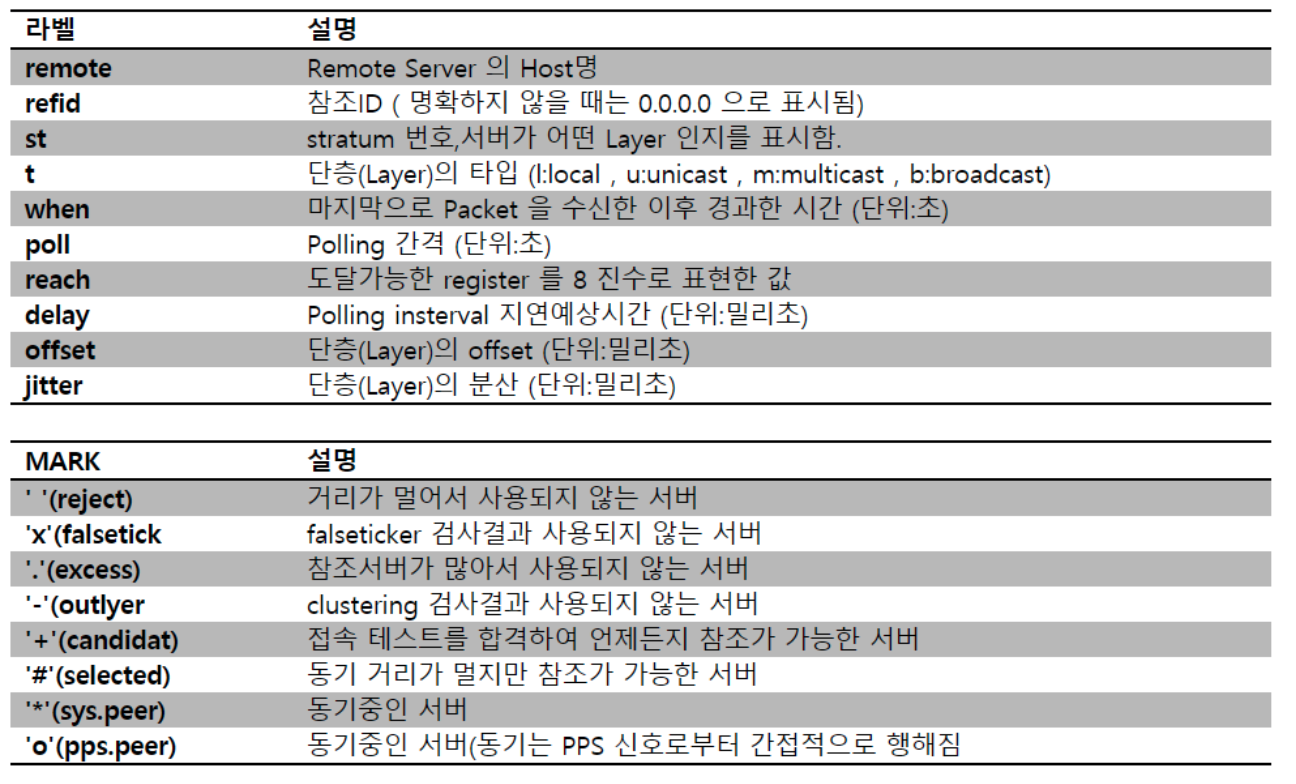 라벨 설명
remote Remote Server 의 Host명
refid 참조ID ( 명확하지 않을 때는 0.0.0.0 으로 표시됨)
st stratum 번호,서버가 어떤 Layer 인지를 표시함.
t 단층(Layer)의 타입 (l:local , u:unicast , m:multicast , b:broadcast)
when 마지막으로 Packet 을 수신한 이후 경과한 시간 (단위:초)
poll Polling 간격 (단위:초)
reach 도달가능한 register 를 8 진수로 표현한 값
delay Polling insterval 지연예상시간 (단위:밀리초)
offset 단층(Layer)의 offset (단위:밀리초)
jitter 단층(Layer)의 분산 (단위:밀리초)
MARK 설명
' '(reject) 거리가 멀어서 사용되지 않는 서버
'x'(falsetick falseticker 검사결과 사용되지 않는 서버
'.'(excess) 참조서버가 많아서 사용되지 않는 서버
'-'(outlyer clustering 검사결과 사용되지 않는 서버
'+'(candidat) 접속 테스트를 합격하여 언제든지 참조가 가능한 서버
'#'(selected) 동기 거리가 멀지만 참조가 가능한 서버
'*'(sys.peer) 동기중인 서버
'o'(pps.peer) 동기중인 서버(동기는 PPS 신호로부터 간접적으로 행해짐